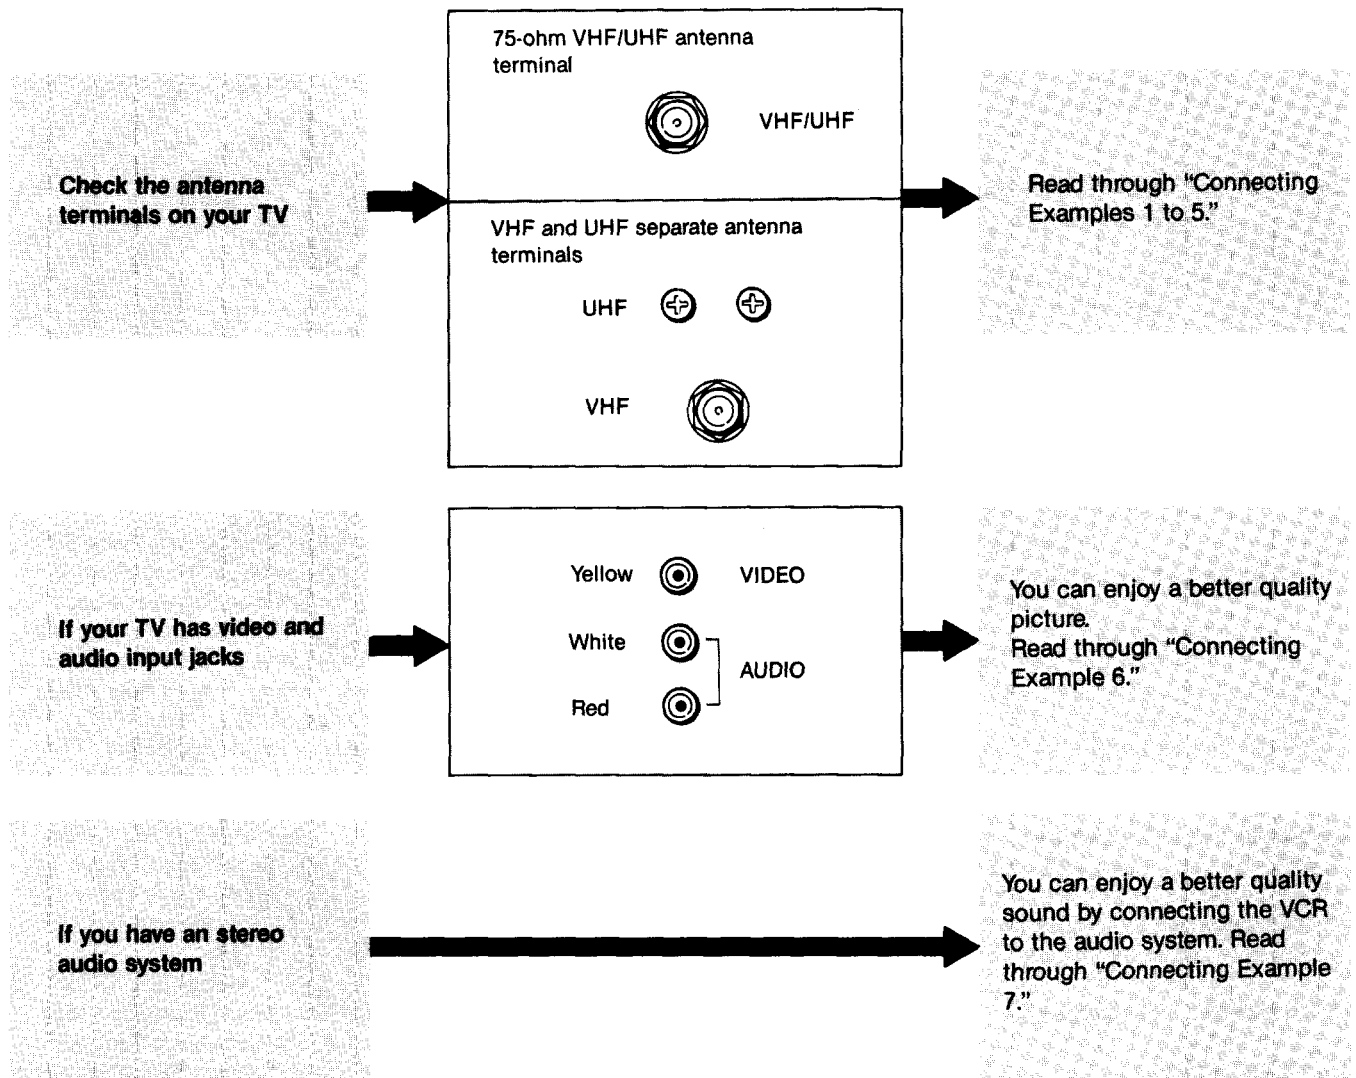 75-ohm VHF/UHF antenna
terminal
VHF/UHF
Check the antenna
terminals on your TV
Read through “Connecting
Examples 1 to 5.”
VHF and UHF separate antenna
terminals
UHF
VHF
If your TV has video and
audio input jacks
Yellow VIDEO
White
AUDIO
Red
You can enjoy a better quality
picture.
Read through “Connecting
Example 6.”
If you have an stereo
audio system
You can enjoy a better quality
sound by connecting the VCR
to the audio system. Read
through “Connecting Example
7.”